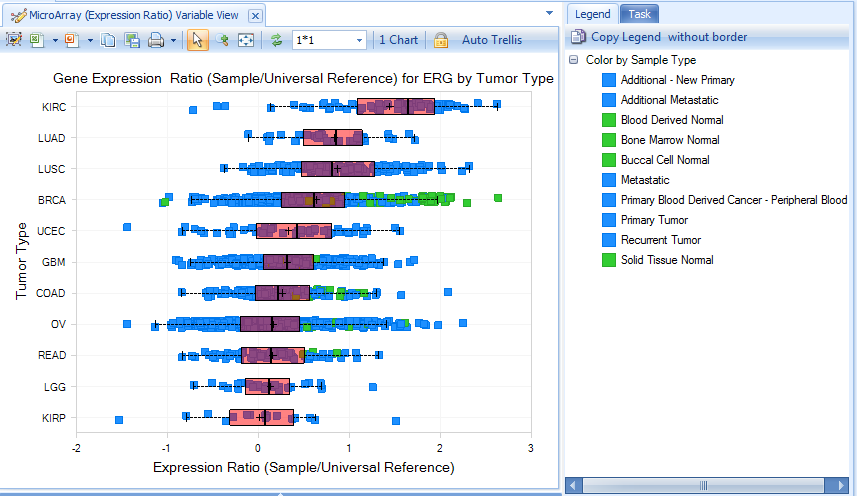 MicroArray (Expression Ratio) Variable View
1*1
1 Chart
Auto Trellis
Gene Expression Ratio (Sample/Universal Reference) for ERG by Tumor Type
Tumor Type
KIRC
LUAD
LUSC
BRCA
UCEC
GBM
COAD
OV
READ
LGG
KIRP
-2 -1 0 1 2 3
Expression Ratio (Sample/Universal Reference)
Legend Task
Copy Legend without border
Color by Sample Type
Additional - New Primary
Additional Metastatic
Blood Derived Normal
Bone Marrow Normal
Buccal Cell Normal
Metastatic
Primary Blood Derived Cancer - Peripheral Blood
Primary Tumor
Recurrent Tumor
Solid Tissue Normal